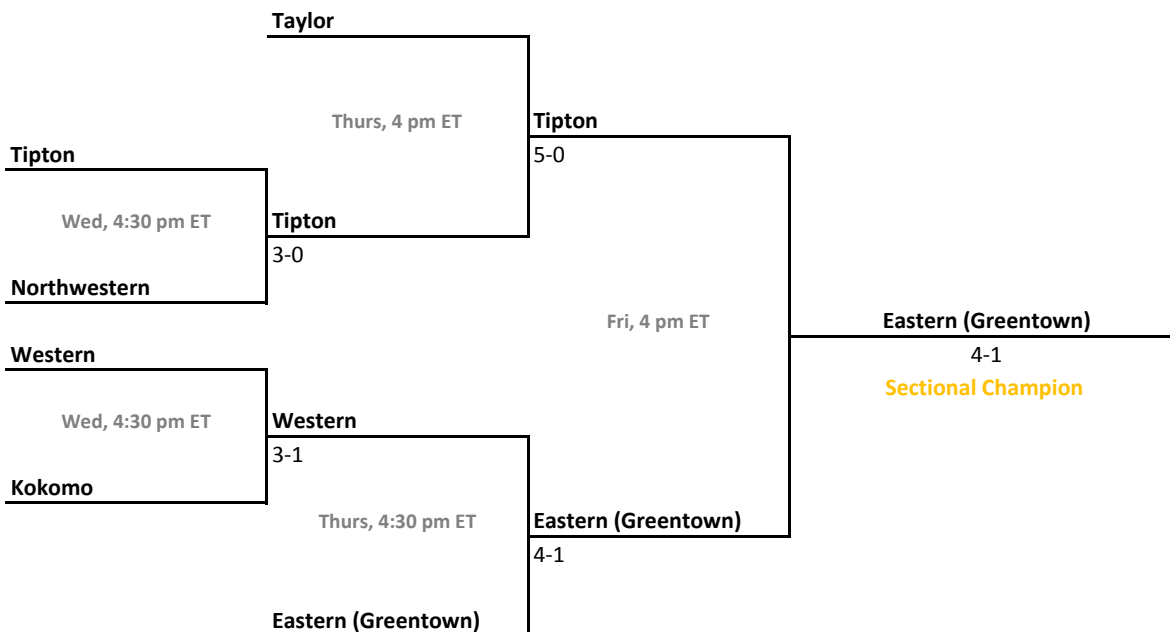 Taylor
Thurs, 4 pm ET
Tipton
5-0
Tipton
Wed, 4:30 pm ET
Tipton
3-0
Northwestern
Fri, 4 pm ET
Eastern (Greentown)
4-1
Sectional Champion
Western
Wed, 4:30 pm ET
Western
3-1
Kokomo
Thurs, 4:30 pm ET
Eastern (Greentown)
4-1
Eastern (Greentown)